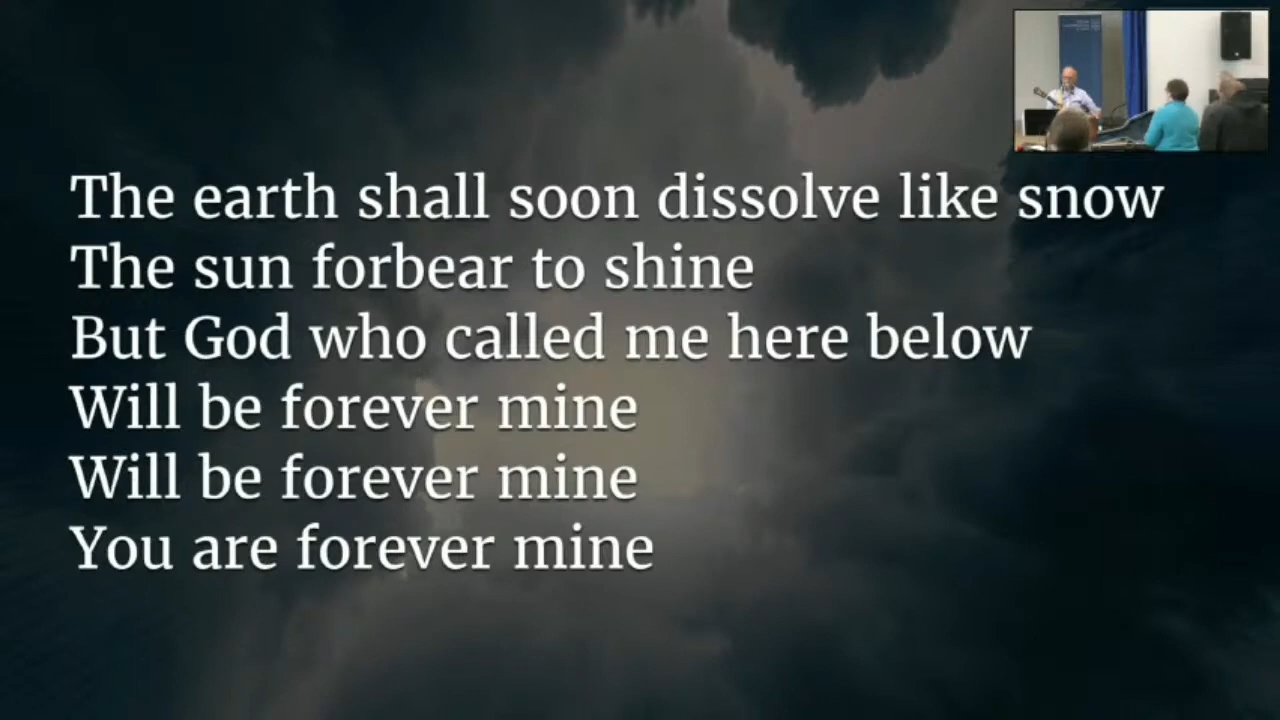 The earth shall soon dissolve like snow
The sun forbear to shine
But God who called me here below
Will be forever mine
Will be forever mine
You are forever mine